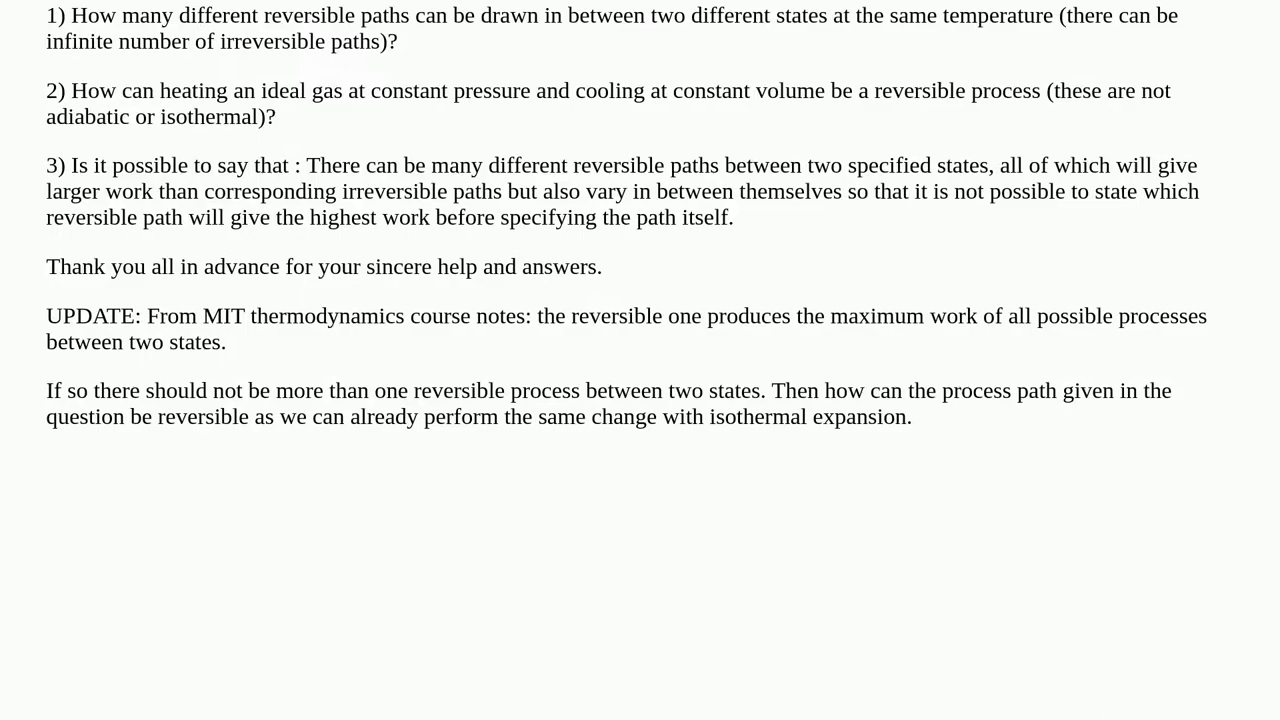 1) How many different reversible paths can be drawn in between two different states at the same temperature (there can be
infinite number of irreversible paths)?
2) How can heating an ideal gas at constant pressure and cooling at constant volume be a reversible process (these are not
adiabatic or isothermal)?
3) Is it possible to say that : There can be many different reversible paths between two specified states, all of which will give
larger work than corresponding irreversible paths but also vary in between themselves so that it is not possible to state which
reversible path will give the highest work before specifying the path itself.
Thank you all in advance for your sincere help and answers.
UPDATE: From MIT thermodynamics course notes: the reversible one produces the maximum work of all possible processes
between two states.
If so there should not be more than one reversible process between two states. Then how can the process path given in the
question be reversible as we can already perform the same change with isothermal expansion.